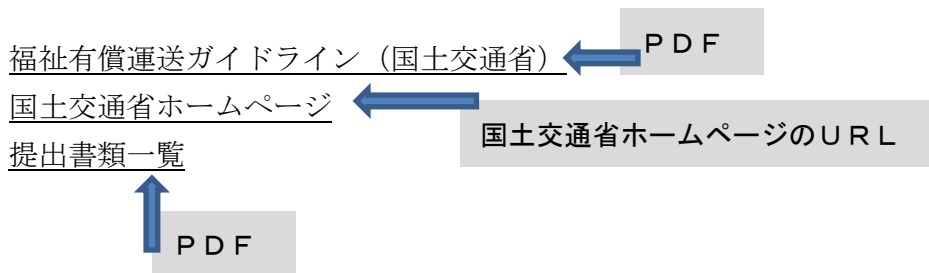 福祉有償運送ガイドライン（国土交通省）
ＰＤＦ
国土交通省ホームページ
国土交通省ホームページのＵＲＬ
提出書類一覧
ＰＤＦ